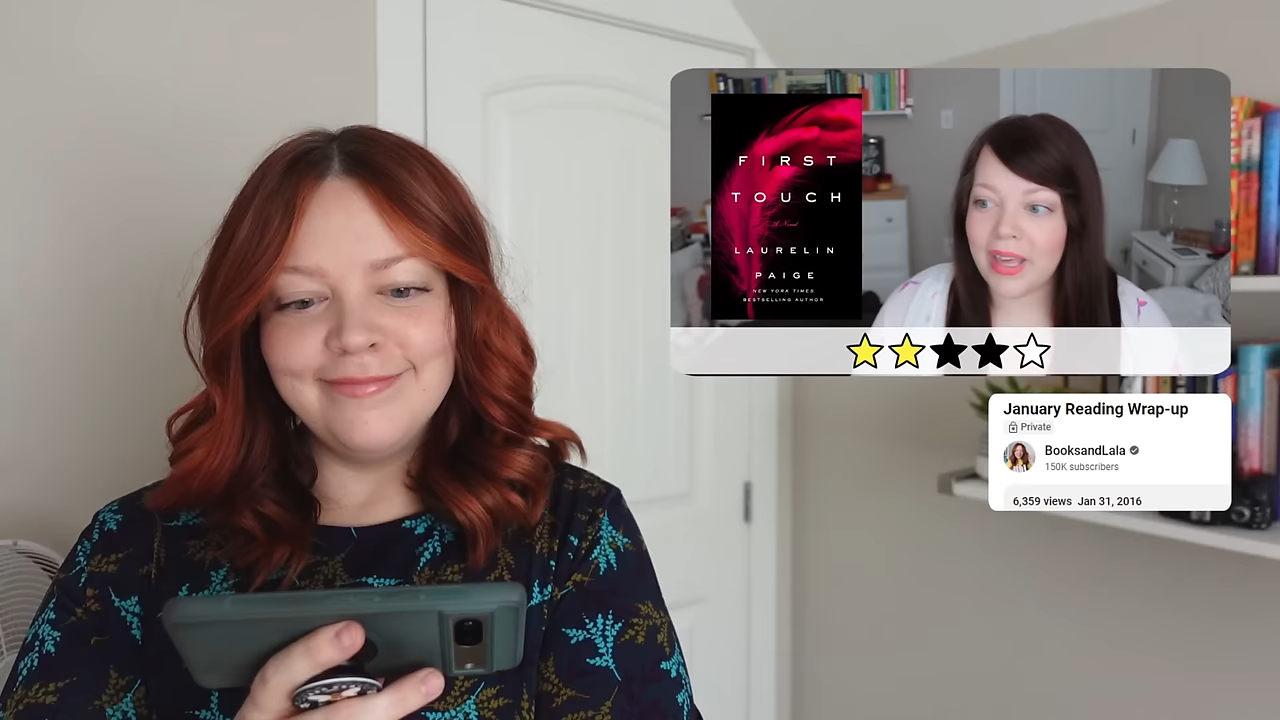 FIRST
TOUCH
LAURELIN
PAIGE
NEW YORK TIMES
BESTSELLING AUTHOR
January Reading Wrap-up
Private
BooksandLala
150K subscribers
6,359 views Jan 31, 2016